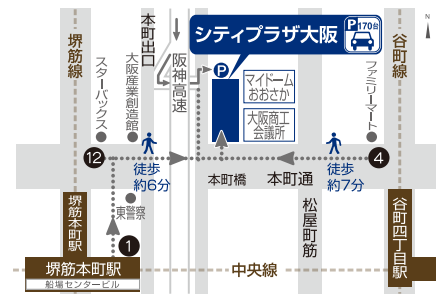 シティプラザ大阪
P170台
N
堺筋線
本町出口
阪神高速
谷町線
スターバックス
大阪産業創造館
P
マイドーム
おおさか
大阪商工
会議所
ファミリーマート
12
徒歩
約6分
本町橋
本町通
徒歩
約7分
4
堺筋本町駅
東警察
1
松屋町筋
谷町四丁目駅
堺筋本町駅
船場センタービル
中央線